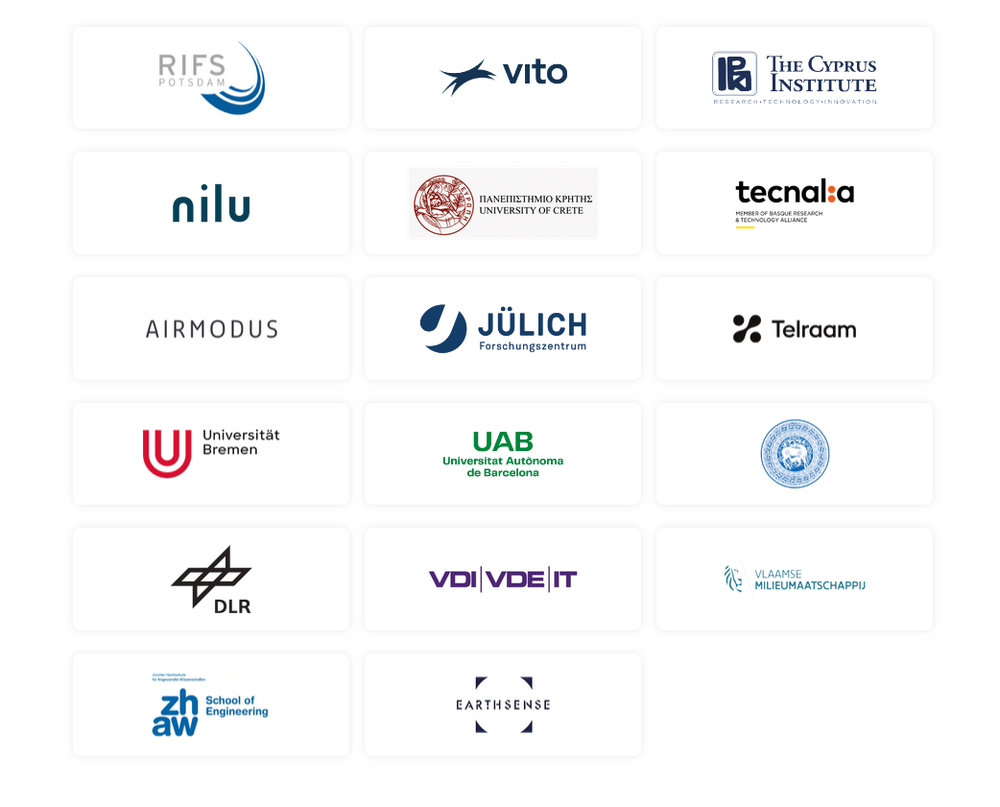 RIFS
POTSDAM
vito
THE CYPRUS
INSTITUTE
RESEARCH•TECHNOLOGY•INNOVATION
nilu
ΕΥΡΩΠΗ
ΠΑΝΕΠΙΣΤΗΜΙΟ ΚΡΗΤΗΣ
UNIVERSITY OF CRETE
tecnal:a
MEMBER OF BASQUE RESEARCH
& TECHNOLOGY ALLIANCE
AIRMODUS
JÜLICH
Forschungszentrum
Telraam
Universität
Bremen
UAB
Universitat Autònoma
de Barcelona
DLR
VDI|VDE|IT
VLAAMSE
MILIEUMAATSCHAPPIJ
Zürcher Hochschule
für Angewandte Wissenschaften
zh
aw
School of
Engineering
EARTHSENSE